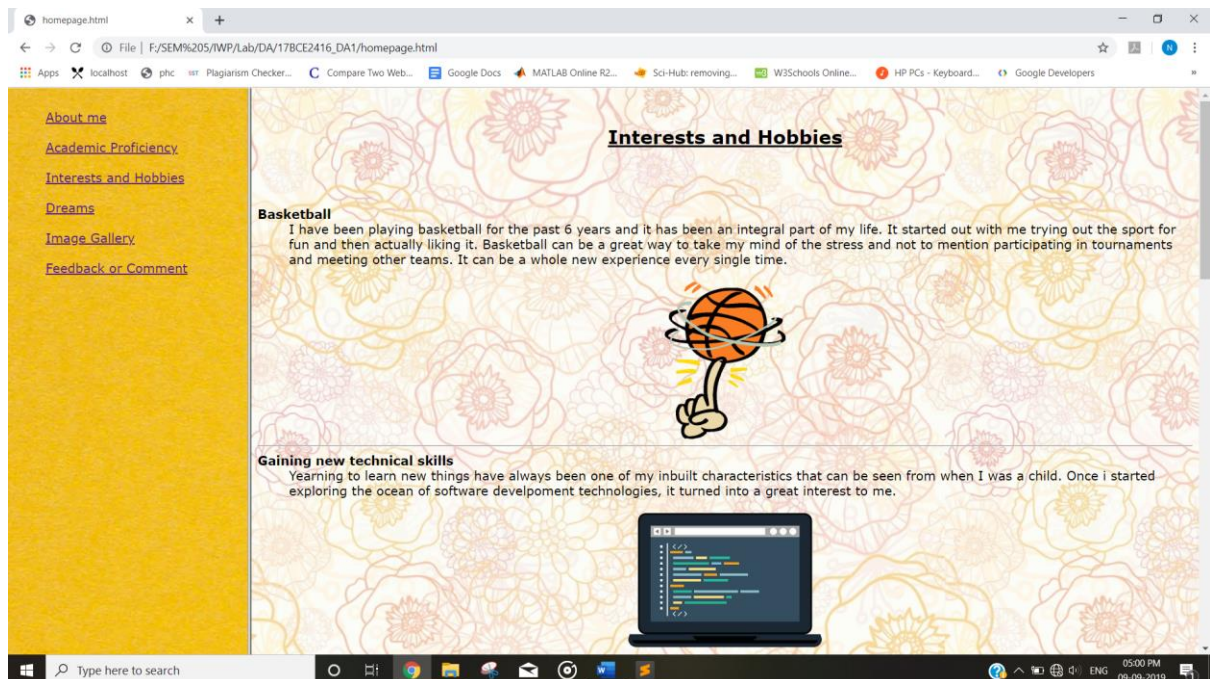 homepage.html
File | F:/SEM%205/IWP/Lab/DA/17BCE2416_DA1/homepage.html
N
Apps localhost phc Plagiarism Checker... C Compare Two Web... Google Docs MATLAB Online R2... Sci-Hub: removing... W3Schools Online... HP PCs - Keyboard... Google Developers »
About me
Academic Proficiency
Interests and Hobbies
Dreams
Image Gallery
Feedback or Comment
Interests and Hobbies
Basketball
I have been playing basketball for the past 6 years and it has been an integral part of my life. It started out with me trying out the sport for
fun and then actually liking it. Basketball can be a great way to take my mind of the stress and not to mention participating in tournaments
and meeting other teams. It can be a whole new experience every single time.
Gaining new technical skills
Yearning to learn new things have always been one of my inbuilt characteristics that can be seen from when I was a child. Once i started
exploring the ocean of software develpoment technologies, it turned into a great interest to me.
</>
</>
Type here to search
ENG
05:00 PM
09-09-2019